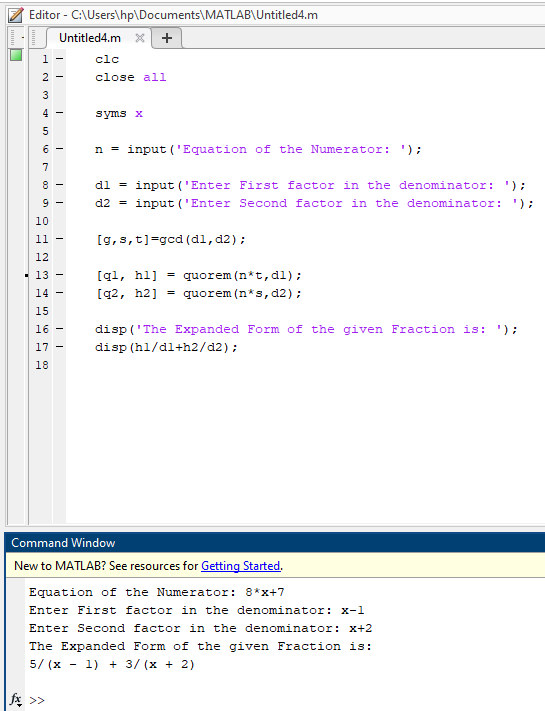 Editor - C:\Users\hp\Documents\MATLAB\Untitled4.m
Untitled4.m × +
1 - clc
2 - close all
3
4 - syms x
5
6 - n = input('Equation of the Numerator: ');
7
8 - d1 = input('Enter First factor in the denominator: ');
9 - d2 = input('Enter Second factor in the denominator: ');
10
11 - [g,s,t]=gcd(d1,d2);
12
13 - [q1, h1] = quorem(n*t,d1);
14 - [q2, h2] = quorem(n*s,d2);
15
16 - disp('The Expanded Form of the given Fraction is: ');
17 - disp(h1/d1+h2/d2);
18
Command Window
New to MATLAB? See resources for Getting Started.
Equation of the Numerator: 8*x+7
Enter First factor in the denominator: x-1
Enter Second factor in the denominator: x+2
The Expanded Form of the given Fraction is:
5/(x - 1) + 3/(x + 2)
fx >>